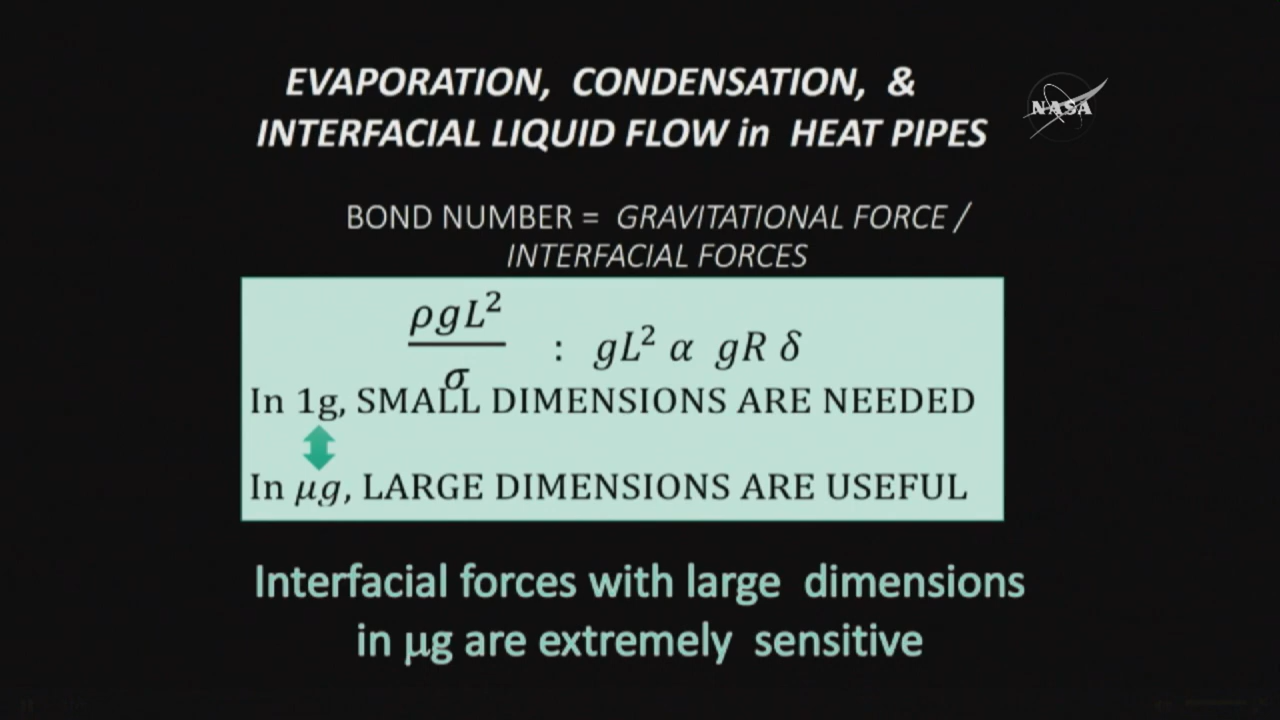 EVAPORATION, CONDENSATION, &
INTERFACIAL LIQUID FLOW in HEAT PIPES
NASA
BOND NUMBER = GRAVITATIONAL FORCE /
INTERFACIAL FORCES
ρgL²
σ
: gL² α gR δ
In 1g, SMALL DIMENSIONS ARE NEEDED
In μg, LARGE DIMENSIONS ARE USEFUL
Interfacial forces with large dimensions
in μg are extremely sensitive